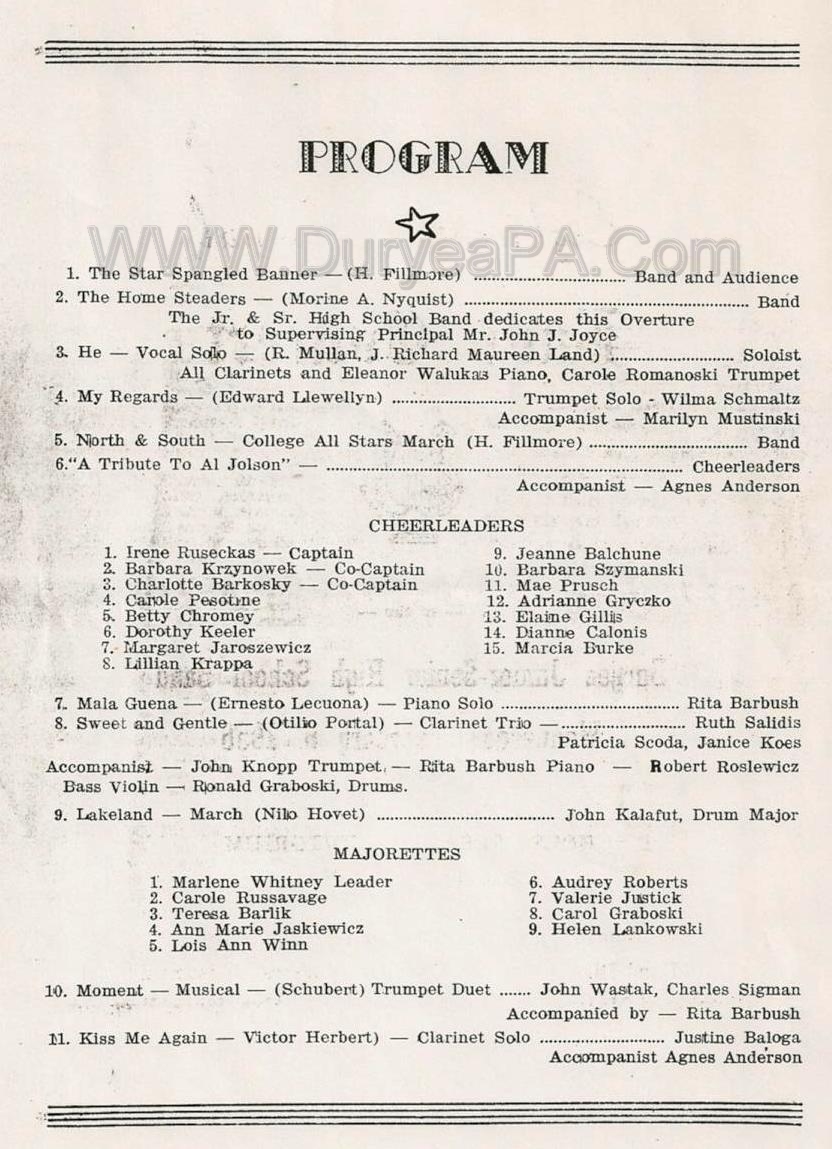 PROGRAM
WWW.DuryeaPA.Com
1. The Star Spangled Banner — (H. Fillmore) .................................. Band and Audience
2. The Home Steaders — (Morine A. Nyquist) ................................................................ Band
The Jr. & Sr. High School Band dedicates this Overture
to Supervising Principal Mr. John J. Joyce
3. He — Vocal Solo — (R. Mullan, J. Richard Maureen Land) ............................ Soloist
All Clarinets and Eleanor Walukas Piano, Carole Romanoski Trumpet
4. My Regards — (Edward Llewellyn) ............................ Trumpet Solo - Wilma Schmaltz
Accompanist — Marilyn Mustinski
5. North & South — College All Stars March (H. Fillmore) .................................... Band
6. "A Tribute To Al Jolson" — ................................................................................ Cheerleaders
Accompanist — Agnes Anderson
CHEERLEADERS
1. Irene Ruseckas — Captain
2. Barbara Krzynowek — Co-Captain
3. Charlotte Barkosky — Co-Captain
4. Carole Pesotine
5. Betty Chromey
6. Dorothy Keeler
7. Margaret Jaroszewicz
8. Lillian Krappa
9. Jeanne Balchune
10. Barbara Szymanski
11. Mae Prusch
12. Adrianne Gryczko
13. Elaine Gillis
14. Dianne Calonis
15. Marcia Burke
7. Mala Guena — (Ernesto Lecuona) — Piano Solo ........................................ Rita Barbush
8. Sweet and Gentle — (Otilio Portal) — Clarinet Trio — ............................ Ruth Salidis
Patricia Scoda, Janice Koes
Accompanist — John Knopp Trumpet, — Rita Barbush Piano — Robert Roslewicz
Bass Violin — Ronald Graboski, Drums.
9. Lakeland — March (Nilo Hovet) ........................................ John Kalafut, Drum Major
MAJORETTES
1. Marlene Whitney Leader
2. Carole Russavage
3. Teresa Barlik
4. Ann Marie Jaskiewicz
5. Lois Ann Winn
6. Audrey Roberts
7. Valerie Justick
8. Carol Graboski
9. Helen Lankowski
10. Moment — Musical — (Schubert) Trumpet Duet ....... John Wastak, Charles Sigman
Accompanied by — Rita Barbush
11. Kiss Me Again — Victor Herbert) — Clarinet Solo ............................ Justine Baloga
Accompanist Agnes Anderson